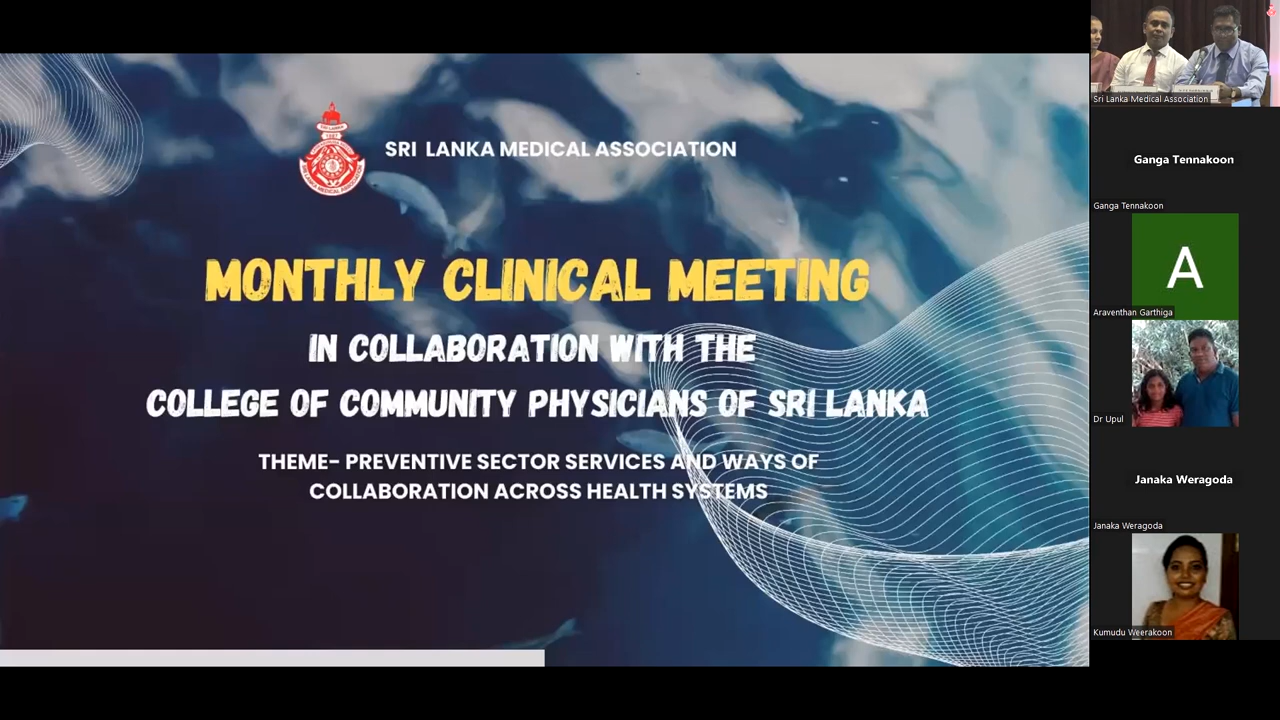 SRI LANKA MEDICAL ASSOCIATION
MONTHLY CLINICAL MEETING
IN COLLABORATION WITH THE
COLLEGE OF COMMUNITY PHYSICIANS OF SRI LANKA
THEME- PREVENTIVE SECTOR SERVICES AND WAYS OF
COLLABORATION ACROSS HEALTH SYSTEMS
Sri Lanka Medical Association
Ganga Tennakoon
Ganga Tennakoon
A
Araventhan Garthiga
Dr Upul
Janaka Weragoda
Janaka Weragoda
Kumudu Weerakoon